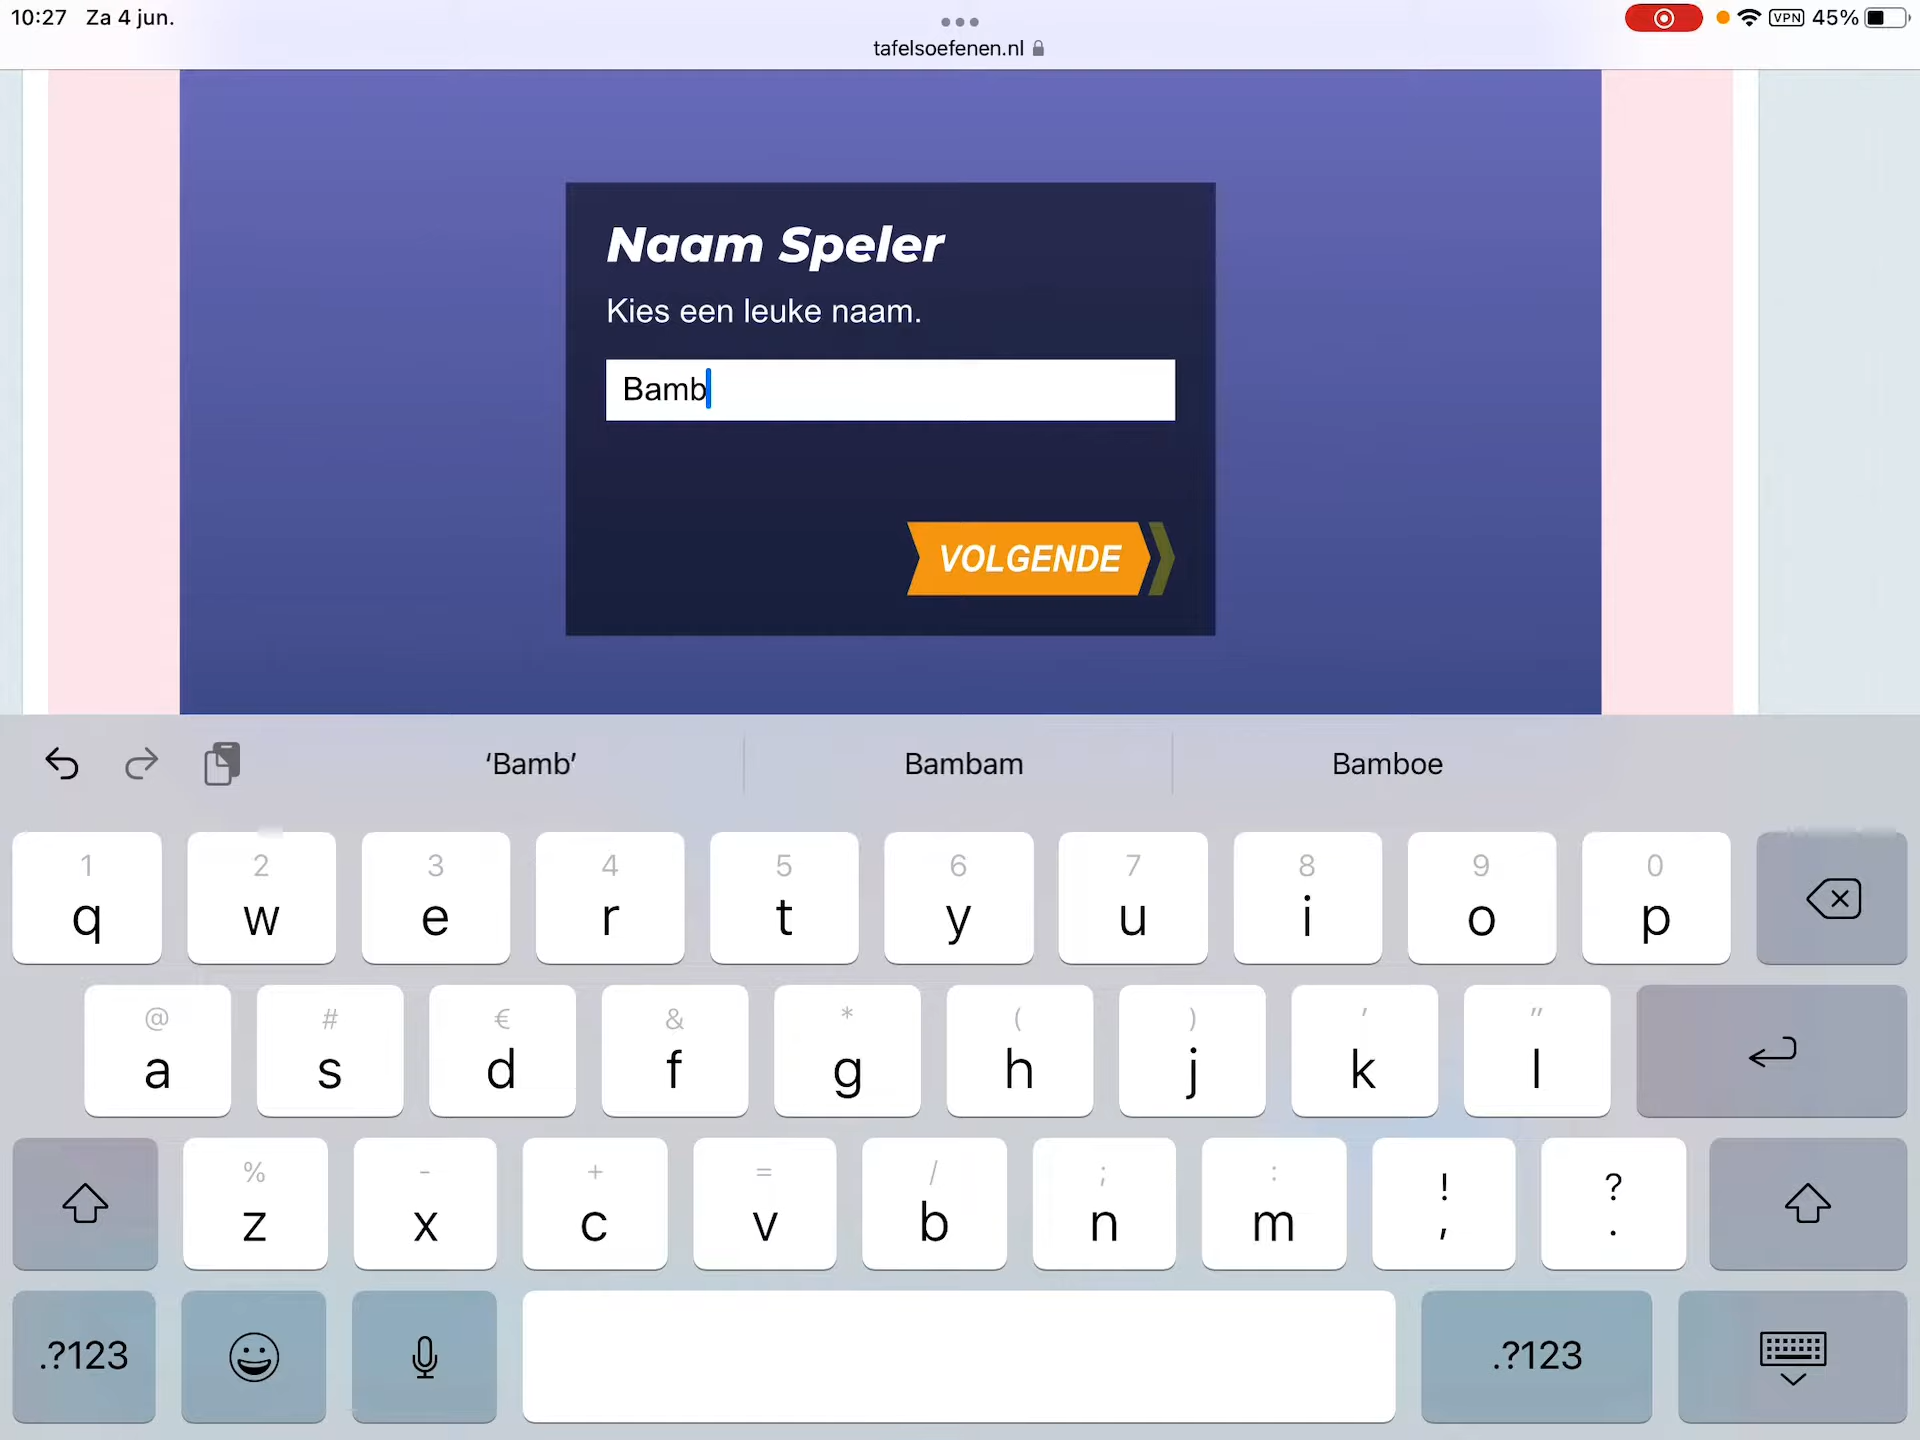 10:27 Za 4 jun.
VPN 45%
tafelsoefenen.nl
Naam Speler
Kies een leuke naam.
Bamb
VOLGENDE
‘Bamb’ Bambam Bamboe
1 2 3 4 5 6 7 8 9 0
q w e r t y u i o p
@ # € & * ( ) ' "
a s d f g h j k l
% - + = / ; : ! ?
z x c v b n m , .
.?123 .?123